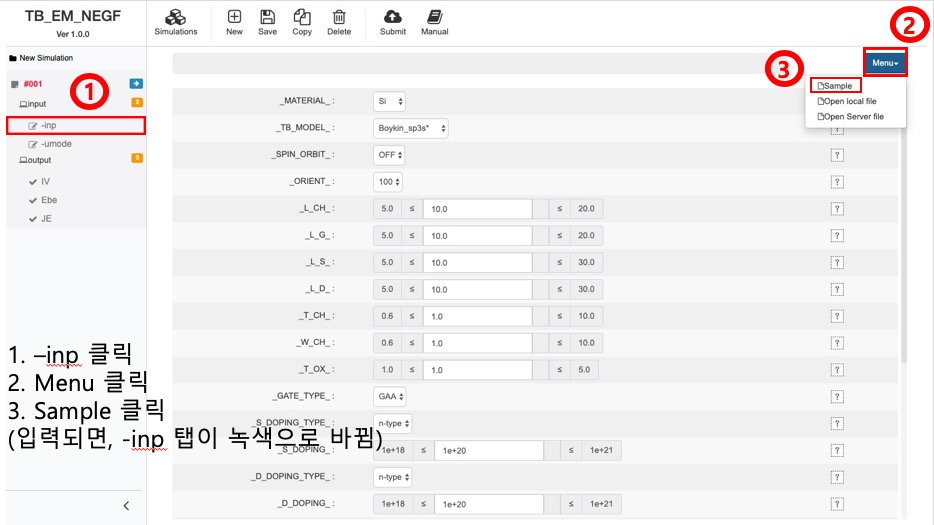 TB_EM_NEGF
Ver 1.0.0
Simulations
New
Save
Copy
Delete
Submit
Manual
2
New Simulation
#001
1
input
2
-inp
-umode
output
3
IV
Ebe
JE
3
Menu
Sample
Open local file
Open Server file
_MATERIAL_ : Si ?
_TB_MODEL_ : Boykin_sp3s* ?
_SPIN_ORBIT_ : OFF ?
_ORIENT_ : 100 ?
_L_CH_ : 5.0 ≤ 10.0 ≤ 20.0 ?
_L_G_ : 5.0 ≤ 10.0 ≤ 20.0 ?
_L_S_ : 5.0 ≤ 10.0 ≤ 30.0 ?
_L_D_ : 5.0 ≤ 10.0 ≤ 30.0 ?
_T_CH_ : 0.6 ≤ 1.0 ≤ 10.0 ?
_W_CH_ : 0.6 ≤ 1.0 ≤ 10.0 ?
_T_OX_ : 1.0 ≤ 1.0 ≤ 5.0 ?
_GATE_TYPE_ : GAA ?
_S_DOPING_TYPE_ : n-type ?
_S_DOPING_ : 1e+18 ≤ 1e+20 ≤ 1e+21 ?
_D_DOPING_TYPE_ : n-type ?
_D_DOPING_ : 1e+18 ≤ 1e+20 ≤ 1e+21 ?
1. –inp 클릭
2. Menu 클릭
3. Sample 클릭
(입력되면, -inp 탭이 녹색으로 바뀜)